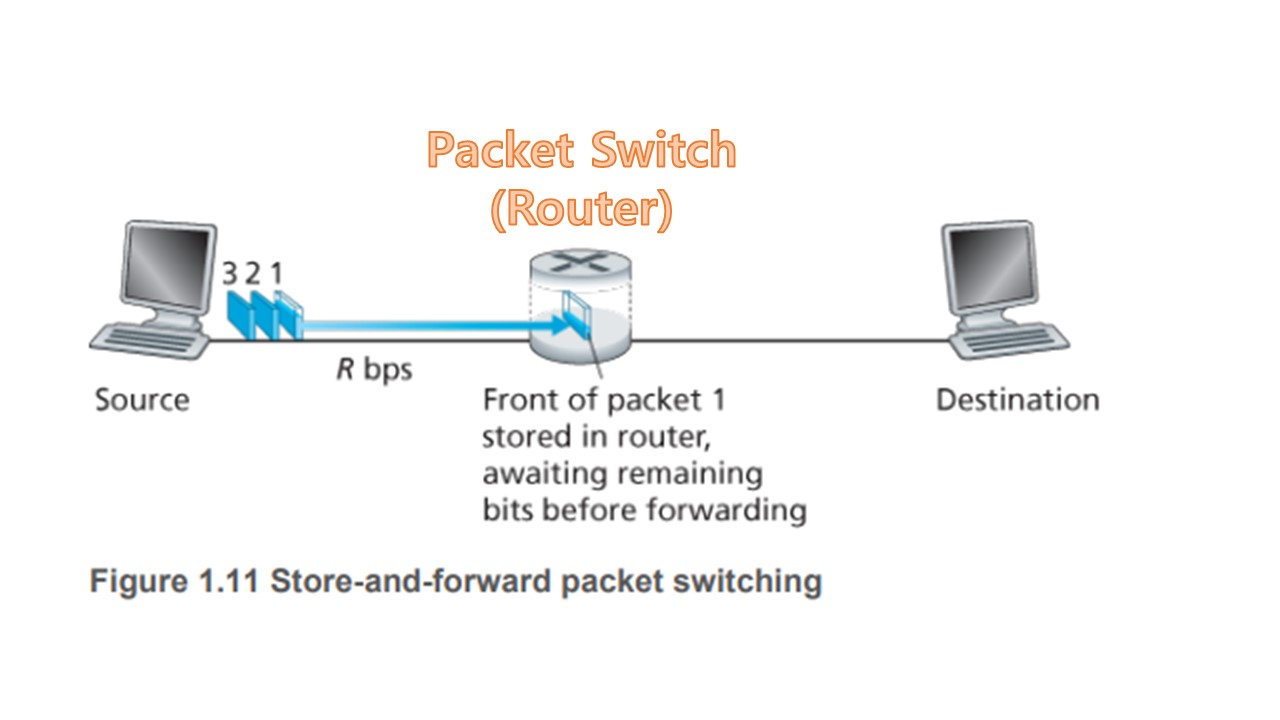 Packet Switch
(Router)
3 2 1
R bps
Source
Front of packet 1
stored in router,
awaiting remaining
bits before forwarding
Destination
Figure 1.11 Store-and-forward packet switching